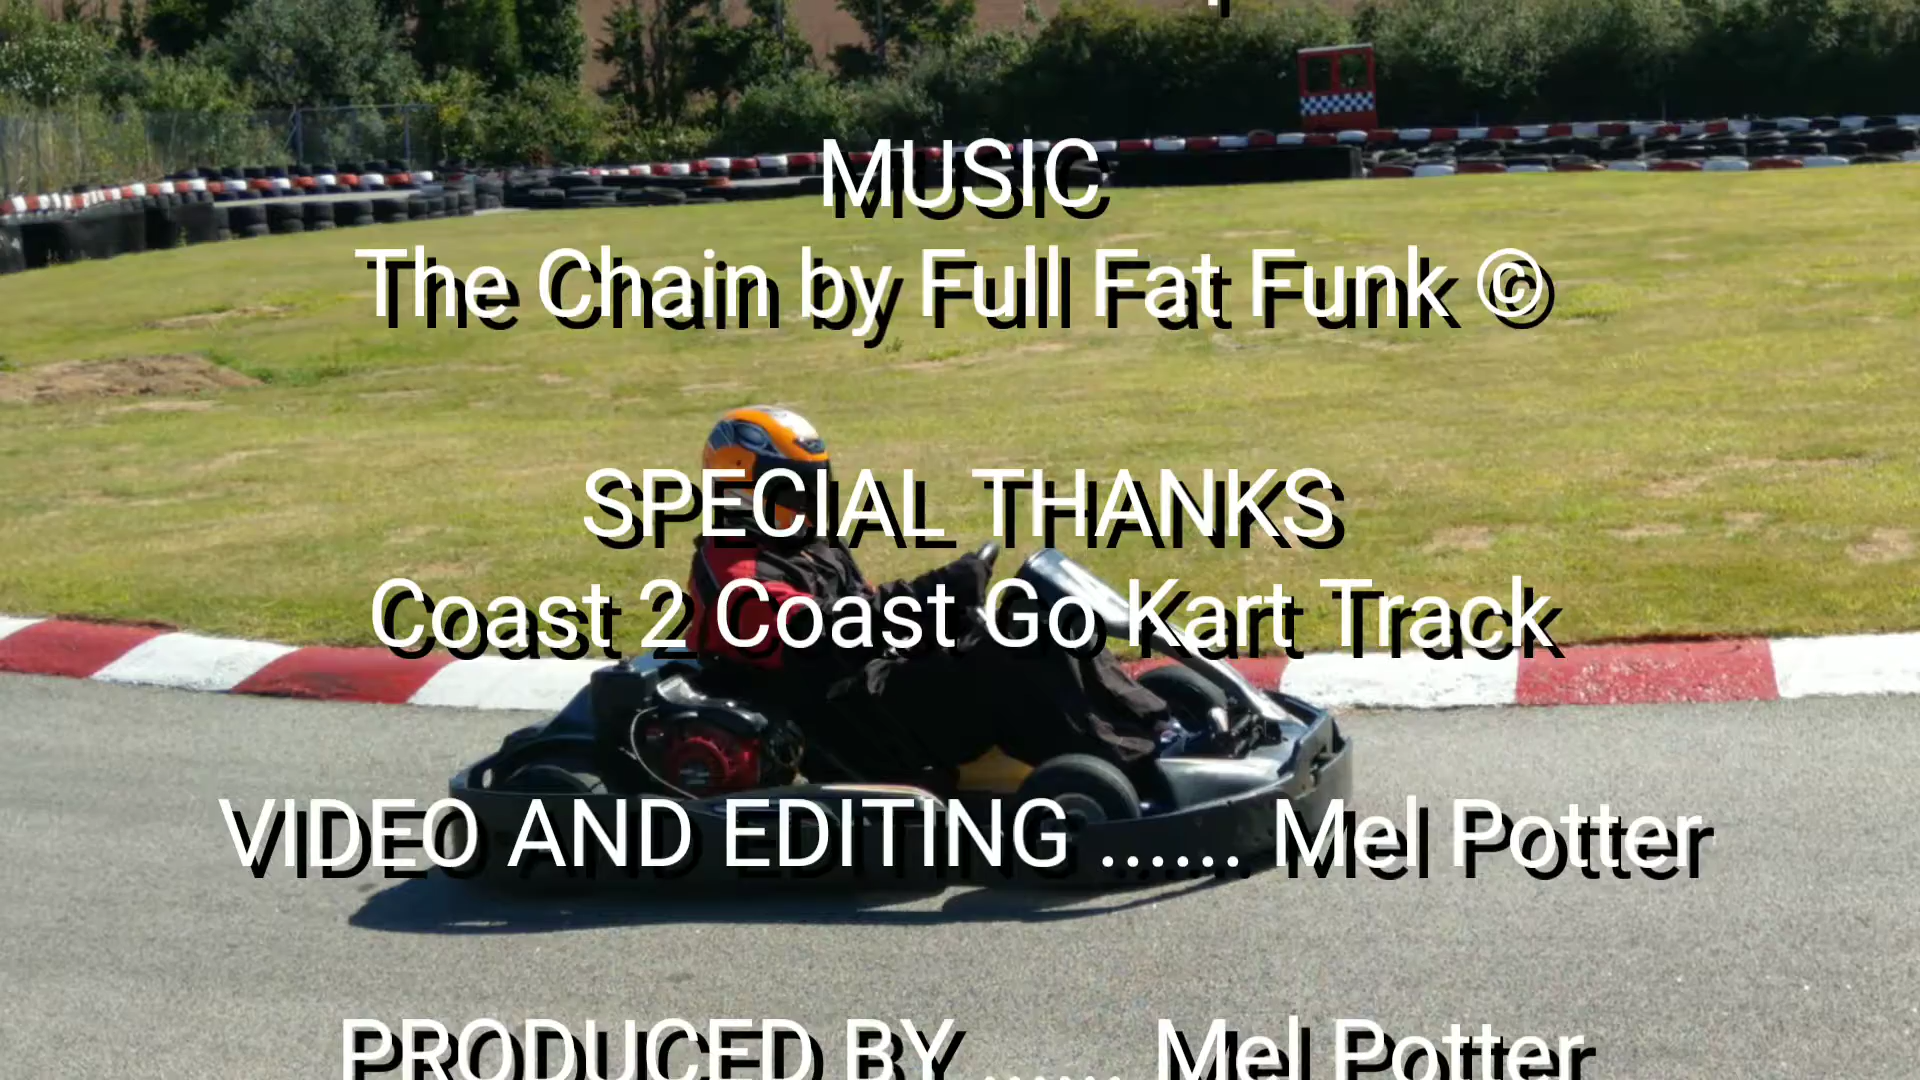 MUSIC
The Chain by Full Fat Funk ©
SPECIAL THANKS
Coast 2 Coast Go Kart Track
VIDEO AND EDITING ...... Mel Potter
PRODUCED BY ...... Mel Potter